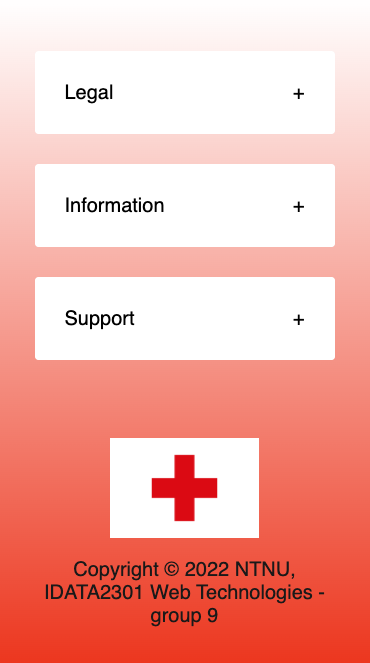 Legal +
Information +
Support +
Copyright © 2022 NTNU,
IDATA2301 Web Technologies -
group 9